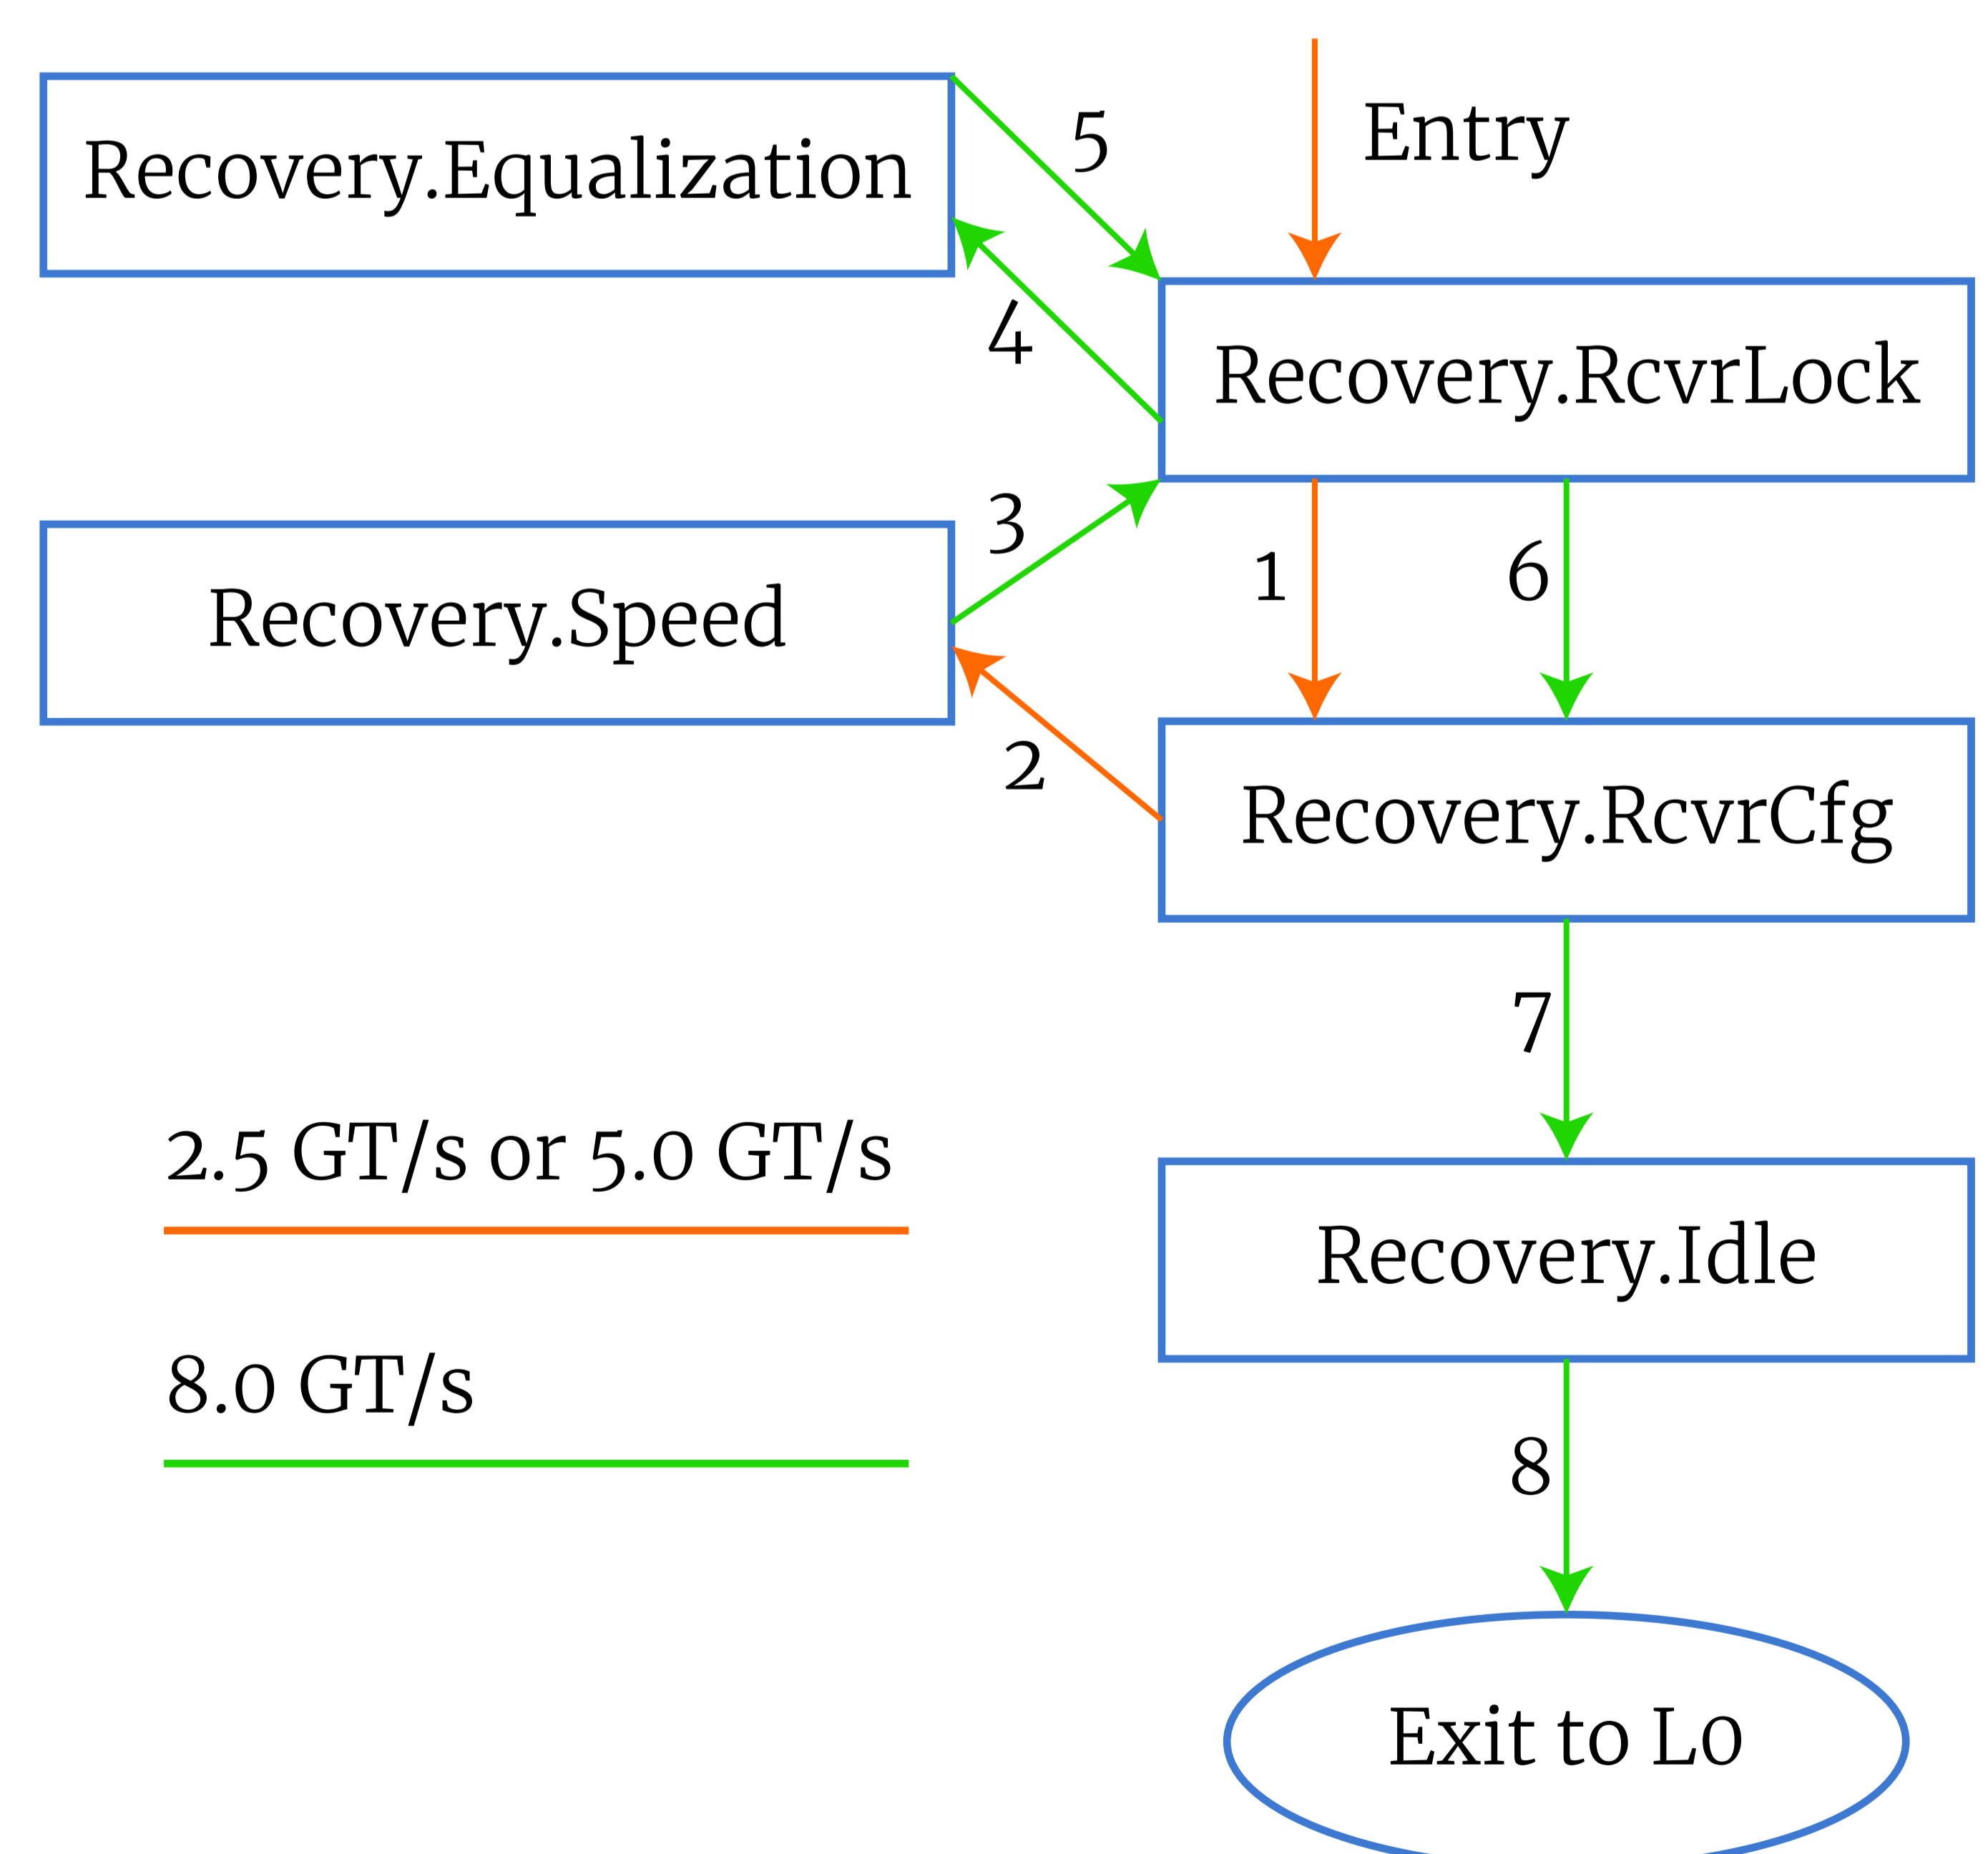 Entry
5
Recovery.Equalization
4
Recovery.RcvrLock
3
1
6
Recovery.Speed
2
Recovery.RcvrCfg
7
2.5 GT/s or 5.0 GT/s
Recovery.Idle
8.0 GT/s
8
Exit to L0